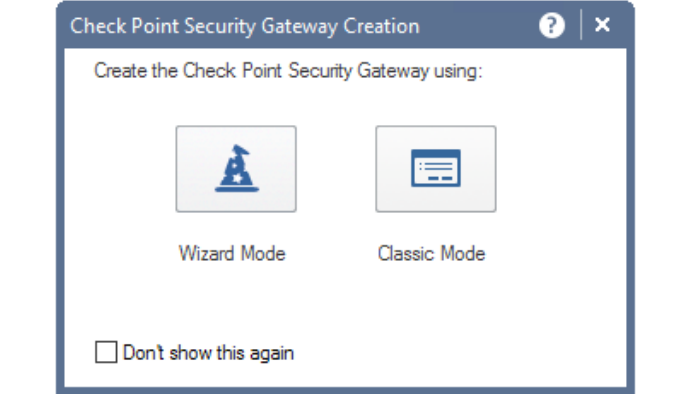 Check Point Security Gateway Creation
Create the Check Point Security Gateway using:
Wizard Mode
Classic Mode
Don't show this again